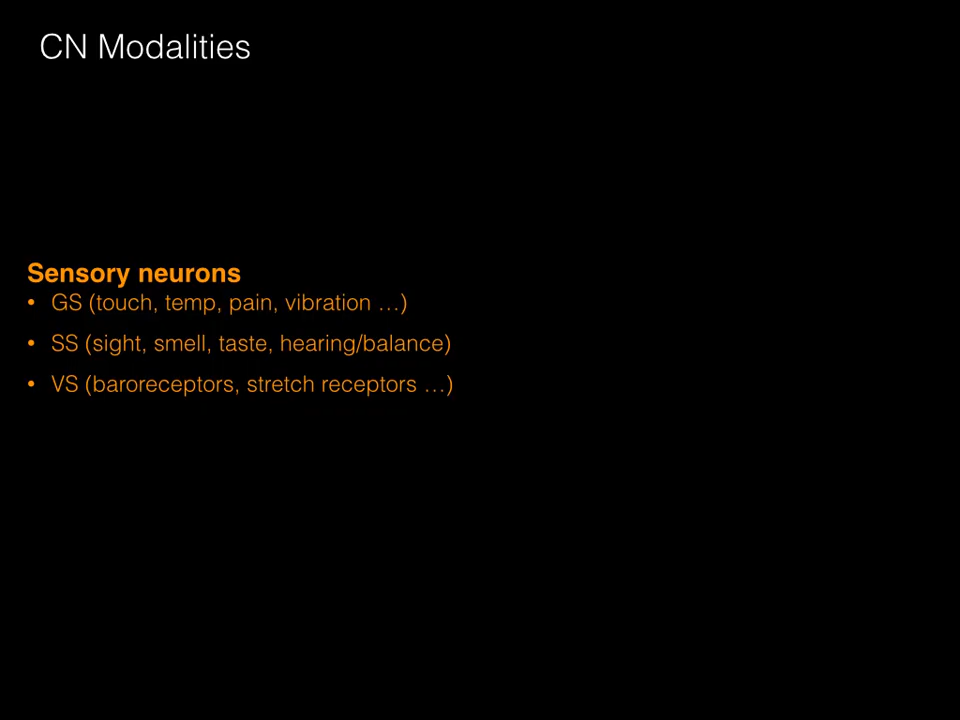 CN Modalities
Sensory neurons
• GS (touch, temp, pain, vibration …)
• SS (sight, smell, taste, hearing/balance)
• VS (baroreceptors, stretch receptors …)